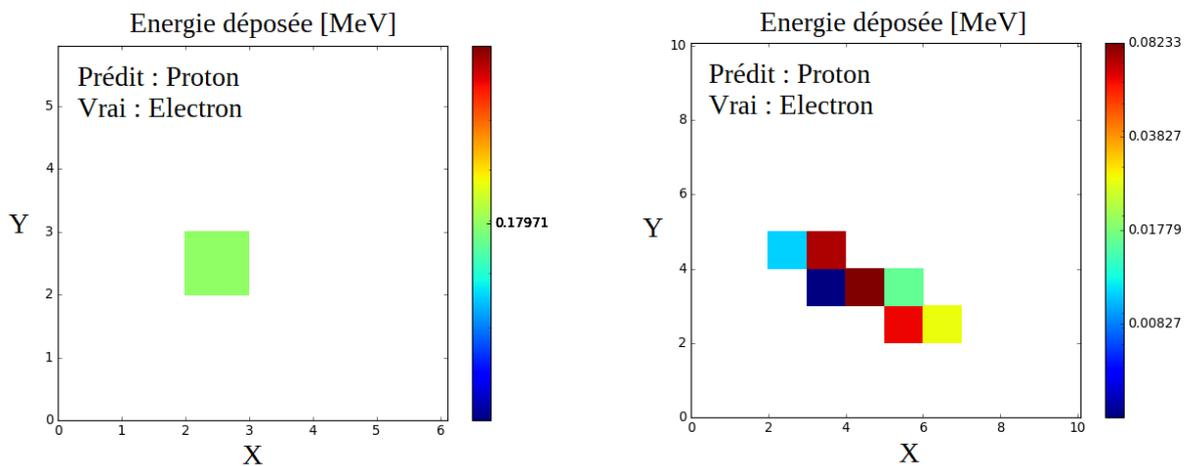 Energie déposée [MeV]
Prédit : Proton
Vrai : Electron
5
4
3
2
1
0
0 1 2 3 4 5 6
X
Y
0.17971
Energie déposée [MeV]
Prédit : Proton
Vrai : Electron
10
8
6
4
2
0
0 2 4 6 8 10
X
Y
0.08233
0.03827
0.01779
0.00827